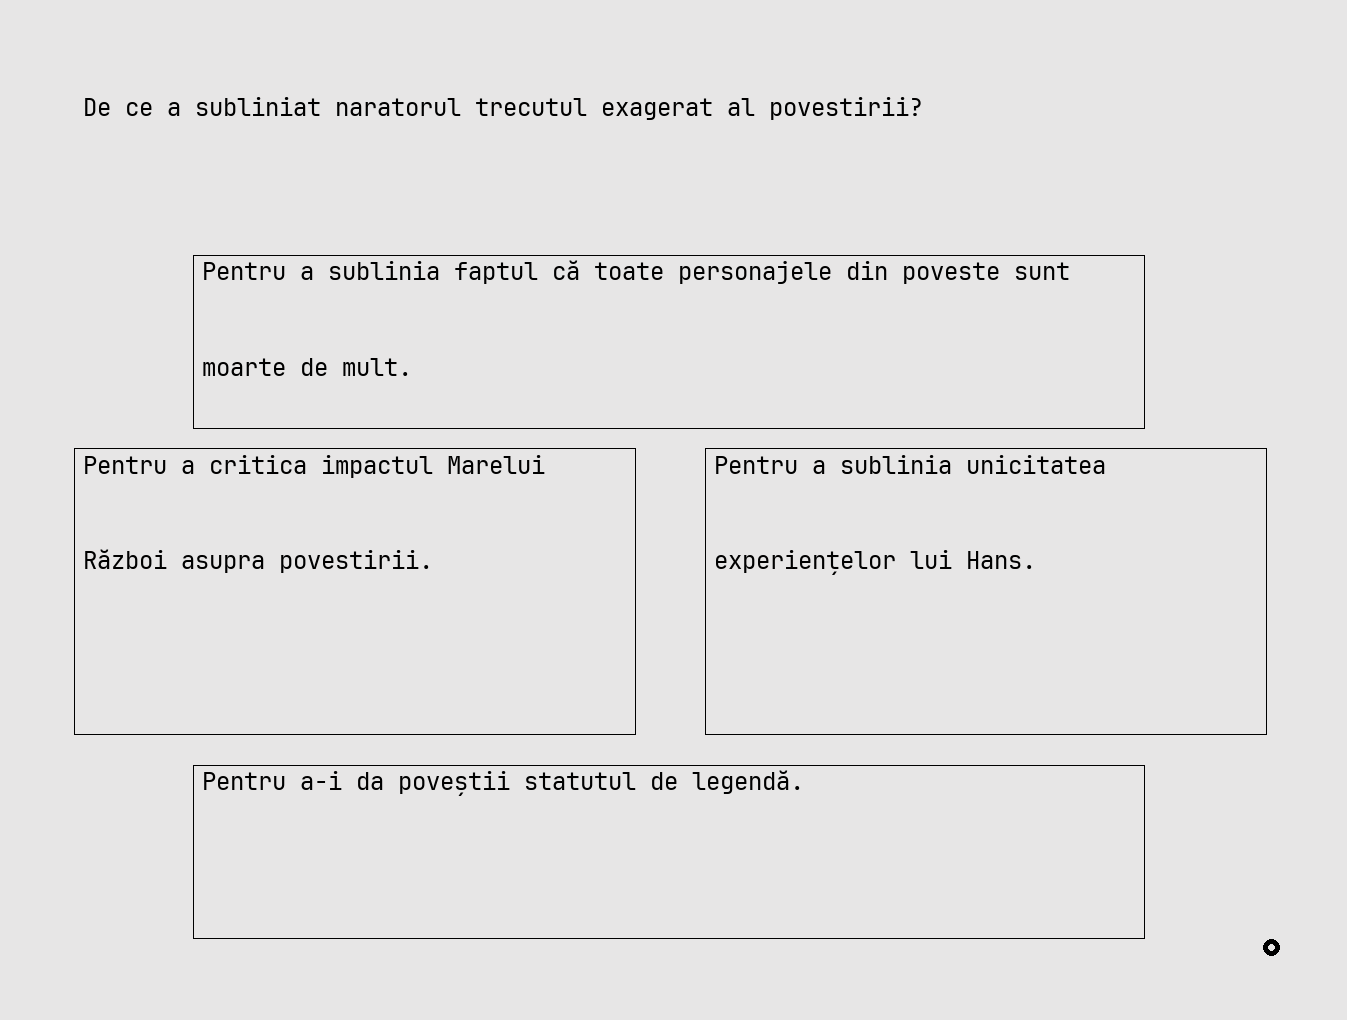 De ce a subliniat naratorul trecutul exagerat al povestirii?
Pentru a sublinia faptul că toate personajele din poveste sunt
moarte de mult.
Pentru a critica impactul Marelui
Război asupra povestirii.
Pentru a sublinia unicitatea
experiențelor lui Hans.
Pentru a-i da poveștii statutul de legendă.